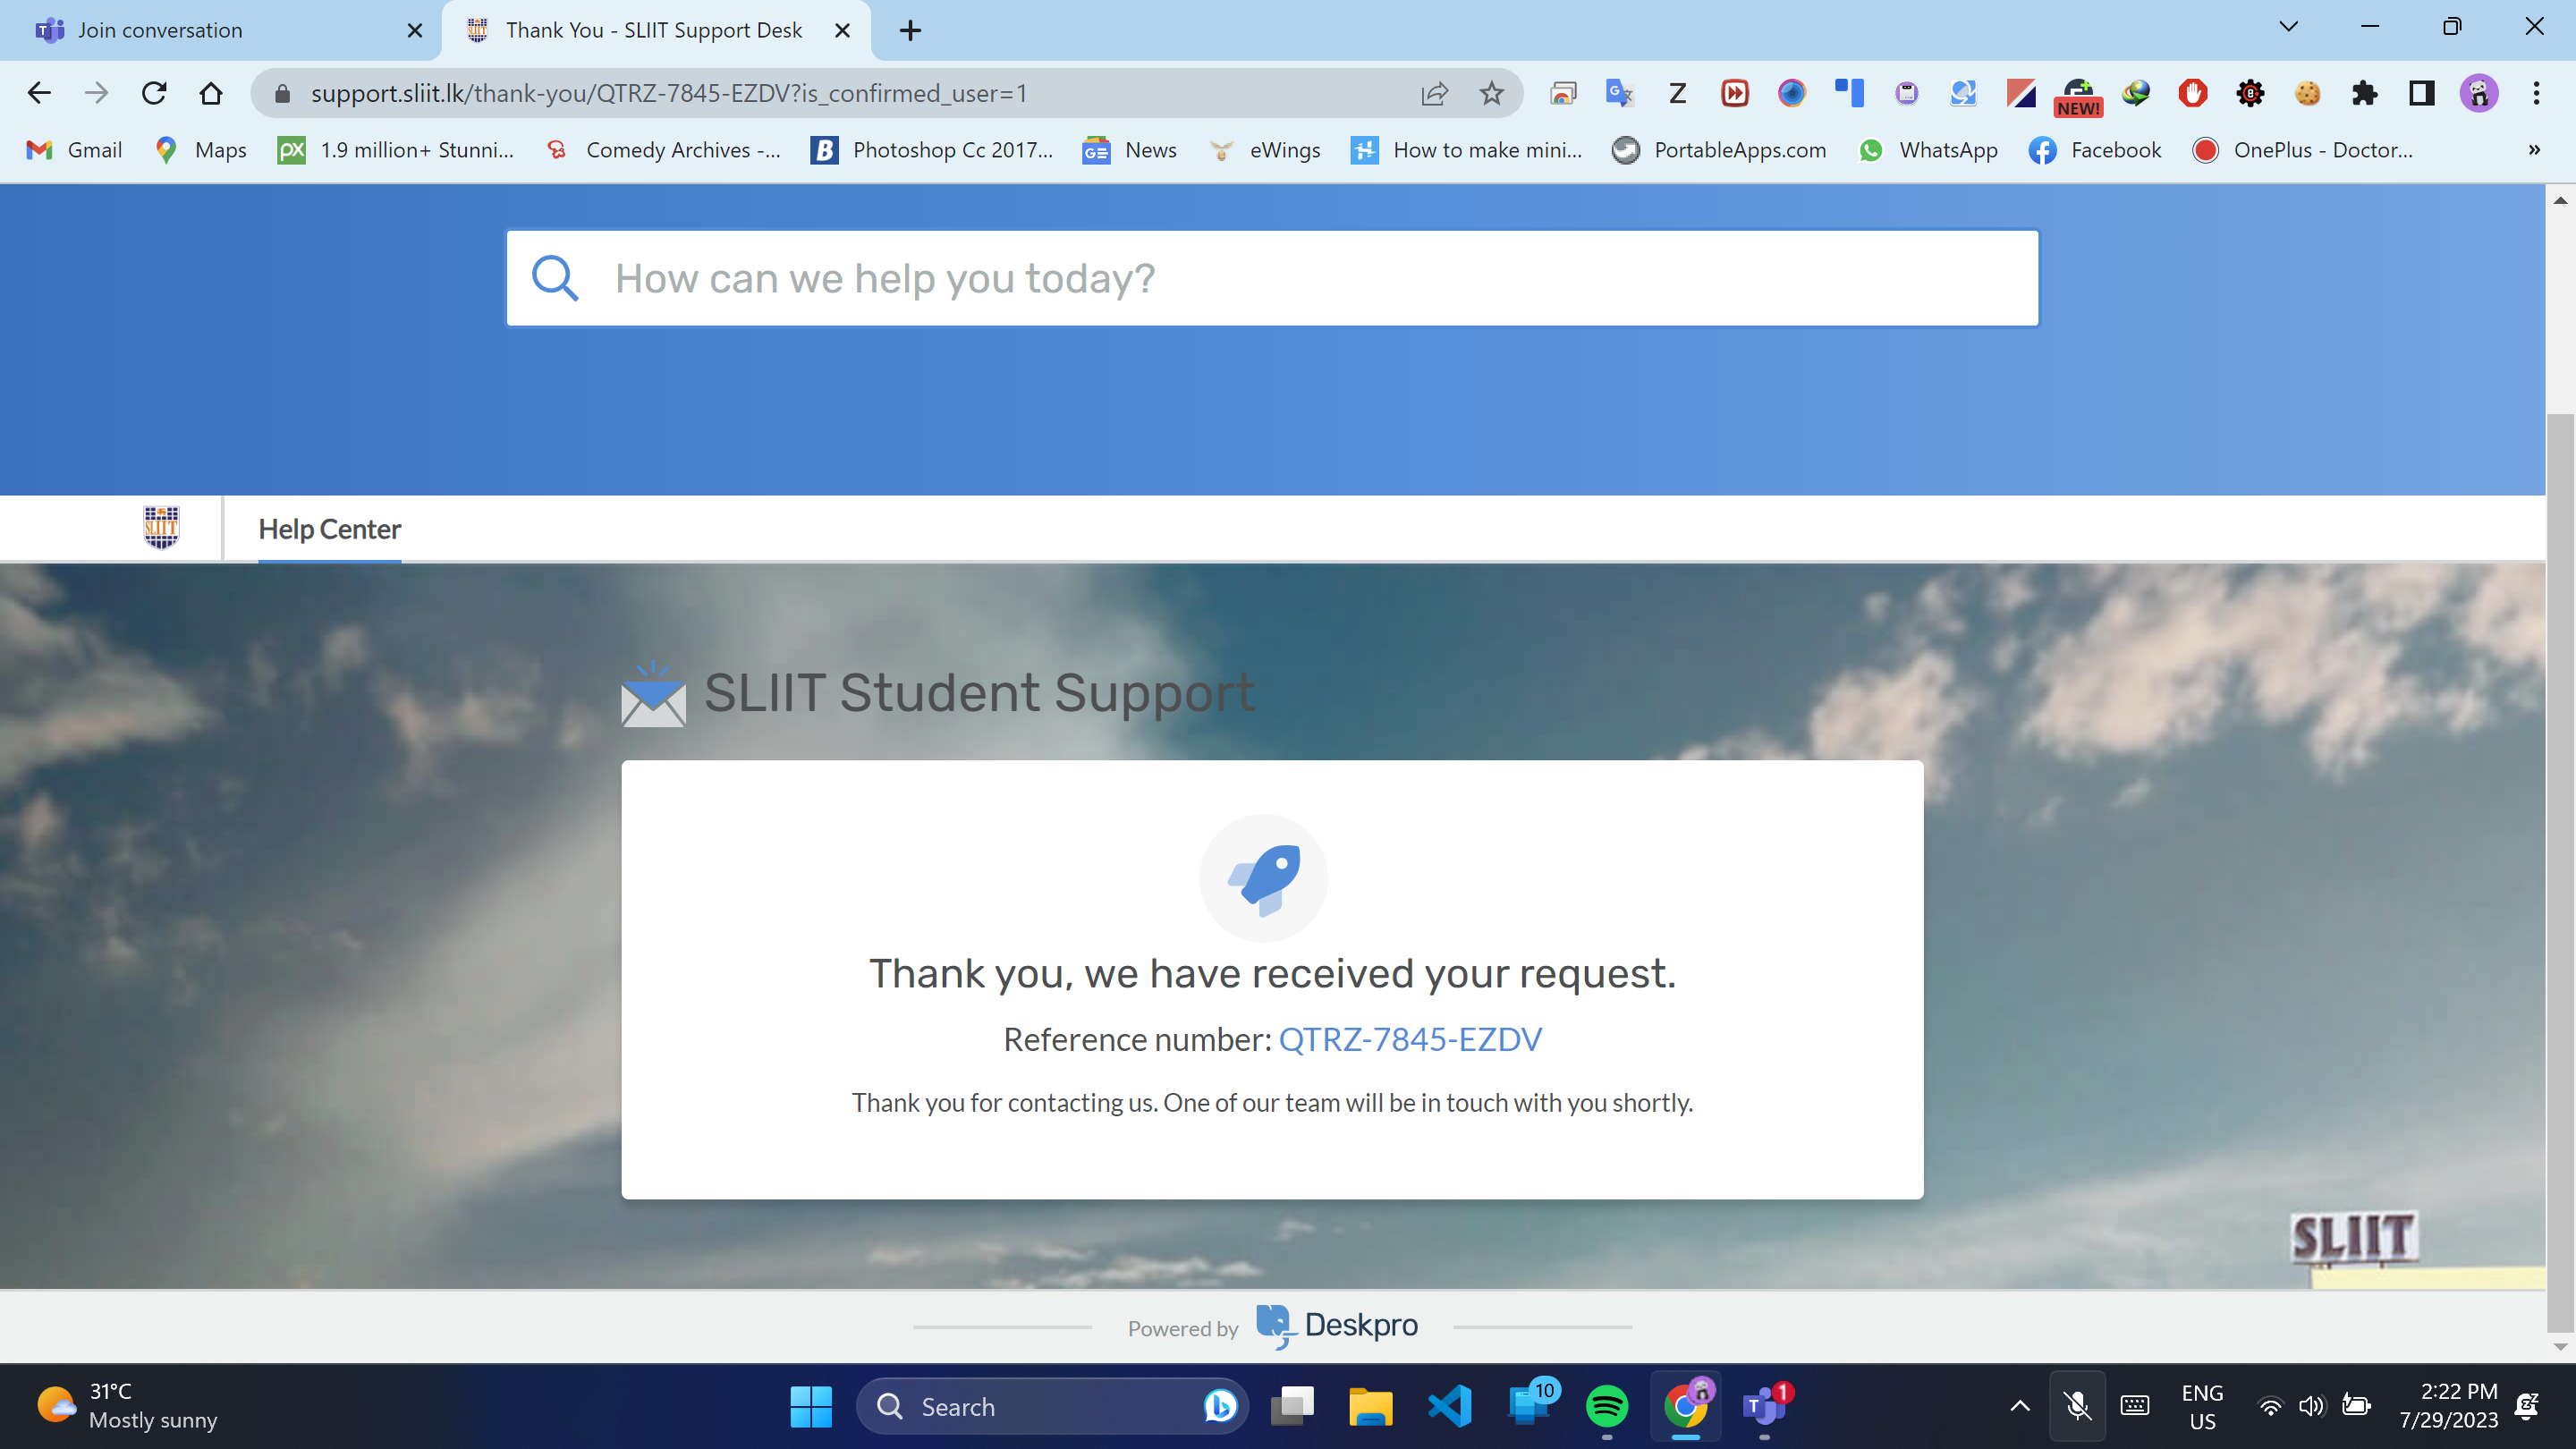 Join conversation
Thank You - SLIIT Support Desk
support.sliit.lk/thank-you/QTRZ-7845-EZDV?is_confirmed_user=1
NEW!
Gmail
Maps
1.9 million+ Stunni...
Comedy Archives -...
Photoshop Cc 2017...
News
eWings
How to make mini...
PortableApps.com
WhatsApp
Facebook
OnePlus - Doctor...
»
How can we help you today?
SLIIT
Help Center
SLIIT Student Support
Thank you, we have received your request.
Reference number: QTRZ-7845-EZDV
Thank you for contacting us. One of our team will be in touch with you shortly.
SLIIT
Powered by Deskpro
31°C
Mostly sunny
Search
10
1
ENG
US
2:22 PM
7/29/2023